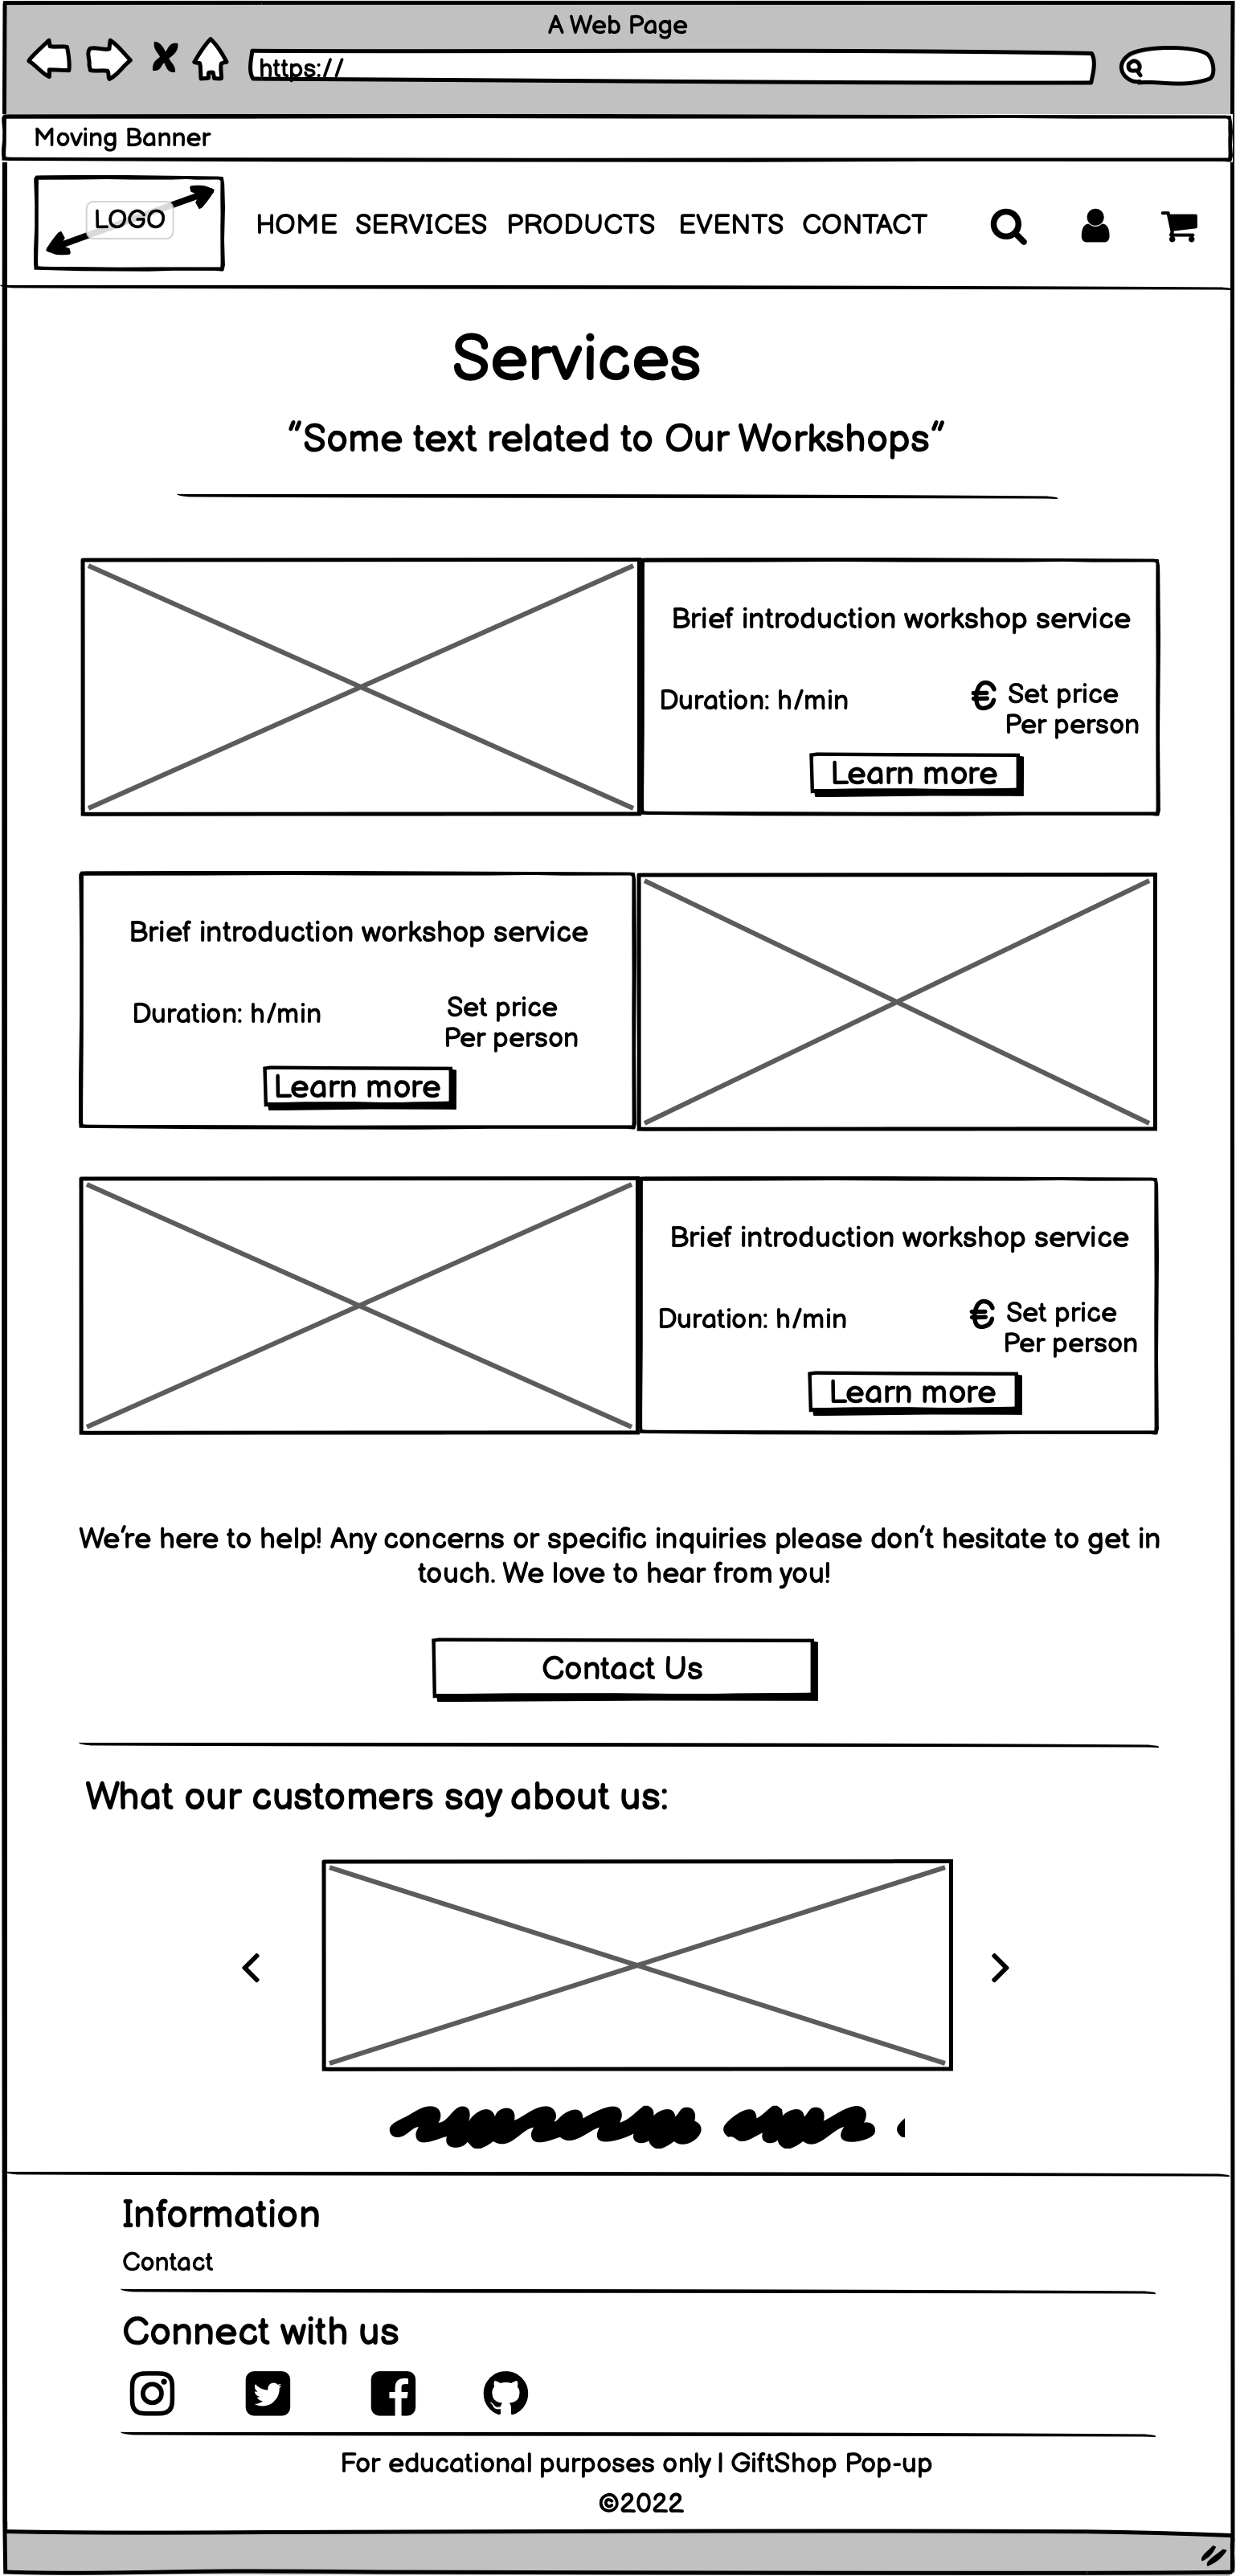 A Web Page
https://
Moving Banner
LOGO
HOME SERVICES PRODUCTS EVENTS CONTACT
Services
"Some text related to Our Workshops"
Brief introduction workshop service
Duration: h/min
€ Set price
Per person
Learn more
Brief introduction workshop service
Duration: h/min
Set price
Per person
Learn more
Brief introduction workshop service
Duration: h/min
€ Set price
Per person
Learn more
We're here to help! Any concerns or specific inquiries please don't hesitate to get in
touch. We love to hear from you!
Contact Us
What our customers say about us:
Information
Contact
Connect with us
For educational purposes only | GiftShop Pop-up
©2022